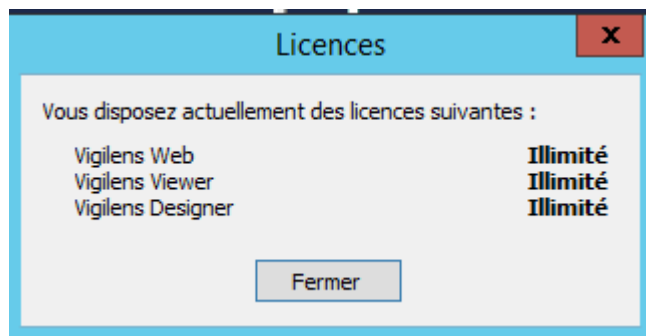 Licences
x
Vous disposez actuellement des licences suivantes :
Vigilens Web Illimité
Vigilens Viewer Illimité
Vigilens Designer Illimité
Fermer